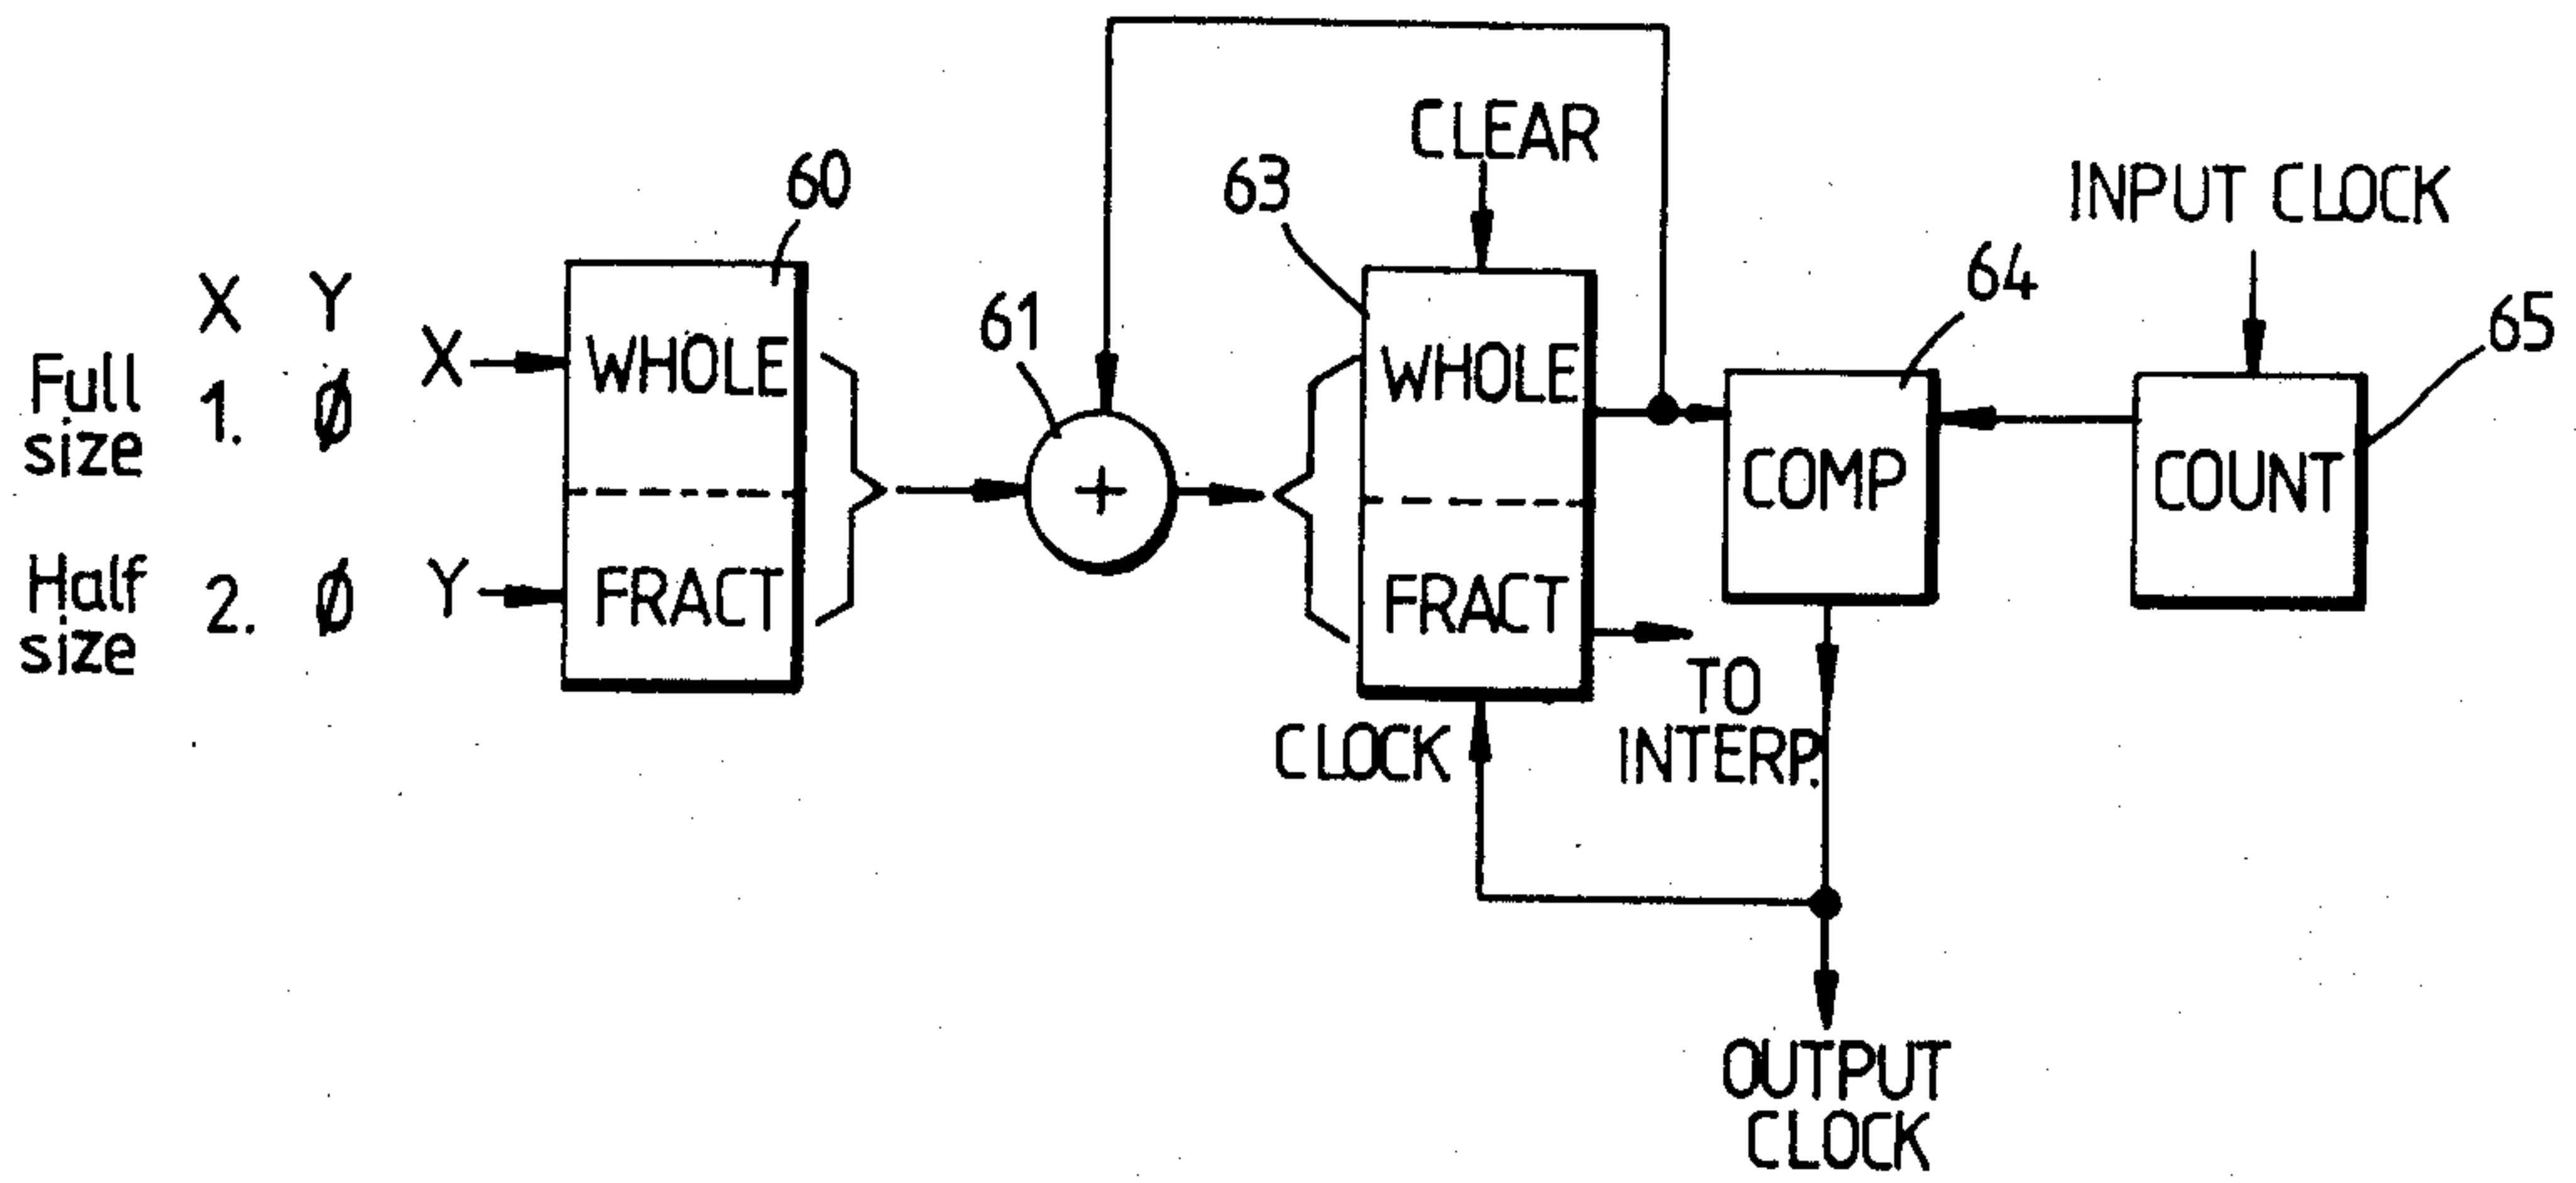 CLEAR
60
63
INPUT CLOCK
64
X Y
61
65
Full
size
1. Ø
X
WHOLE
WHOLE
+
COMP
COUNT
Half
size
2. Ø
Y
FRACT
FRACT
TO
INTERP.
CLOCK
OUTPUT
CLOCK